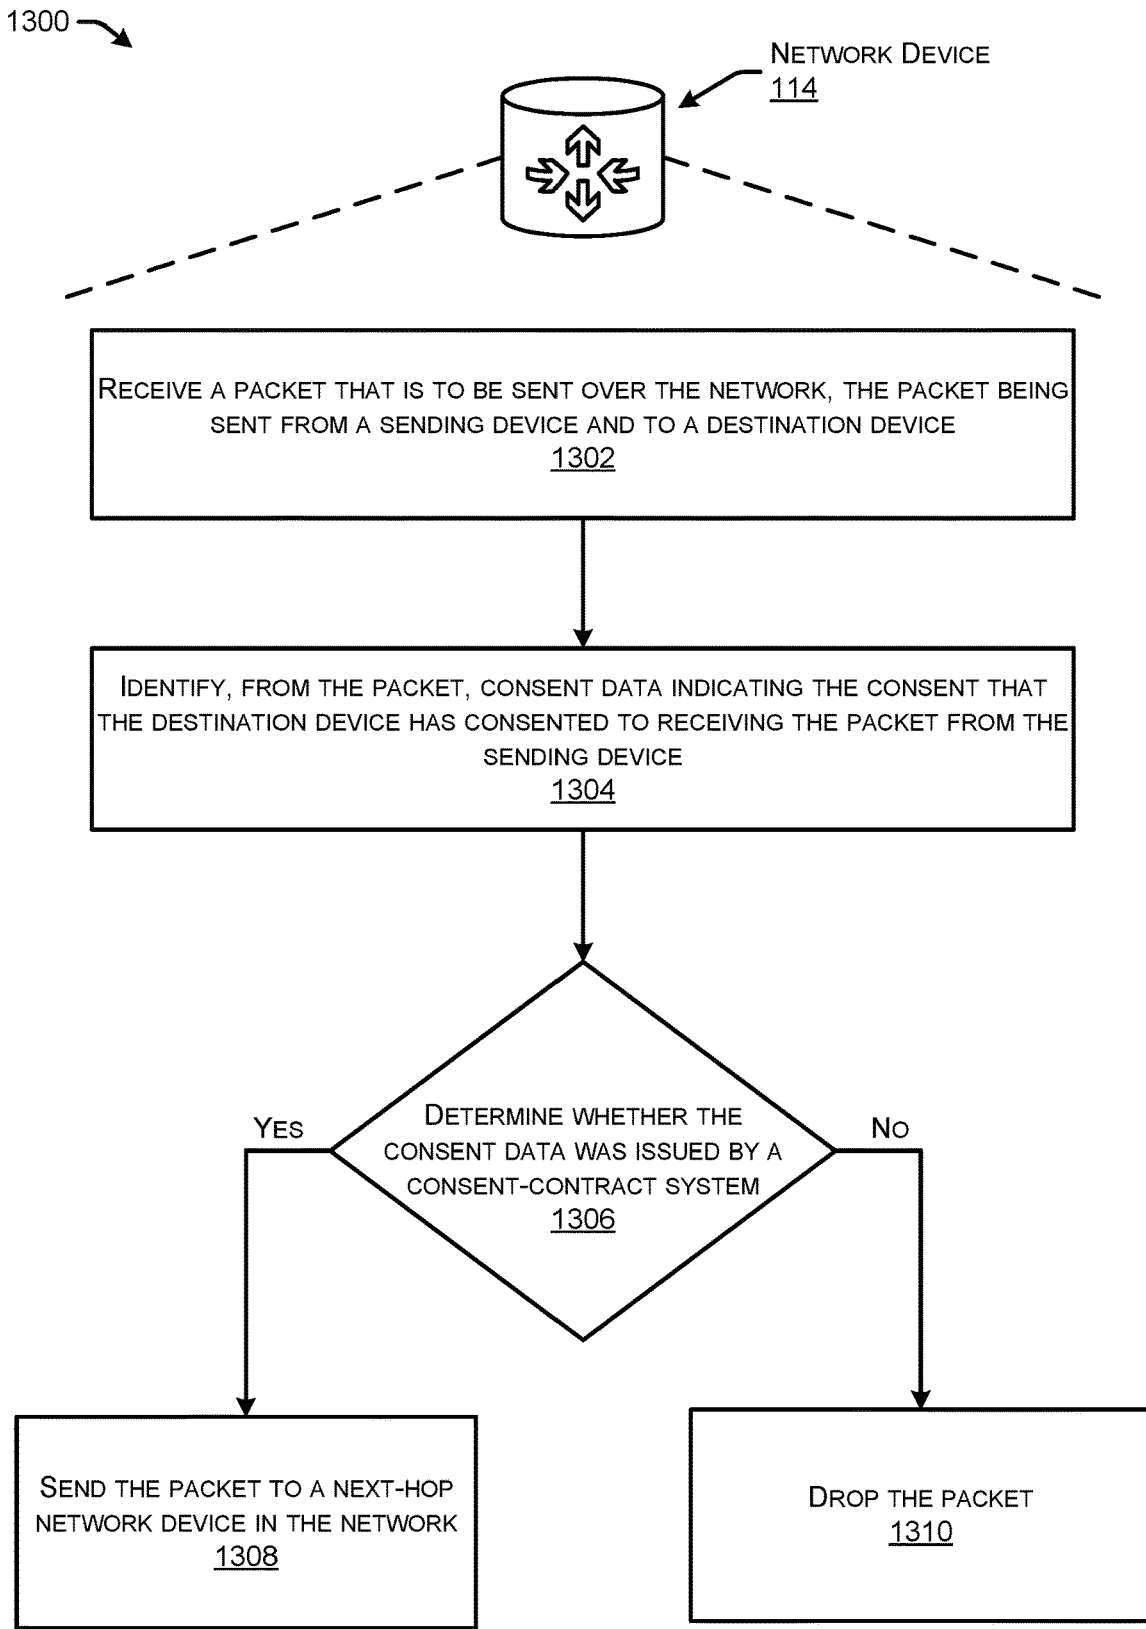 1300
NETWORK DEVICE
114
RECEIVE A PACKET THAT IS TO BE SENT OVER THE NETWORK, THE PACKET BEING
SENT FROM A SENDING DEVICE AND TO A DESTINATION DEVICE
1302
IDENTIFY, FROM THE PACKET, CONSENT DATA INDICATING THE CONSENT THAT
THE DESTINATION DEVICE HAS CONSENTED TO RECEIVING THE PACKET FROM THE
SENDING DEVICE
1304
DETERMINE WHETHER THE
CONSENT DATA WAS ISSUED BY A
CONSENT-CONTRACT SYSTEM
1306
YES
NO
SEND THE PACKET TO A NEXT-HOP
NETWORK DEVICE IN THE NETWORK
1308
DROP THE PACKET
1310